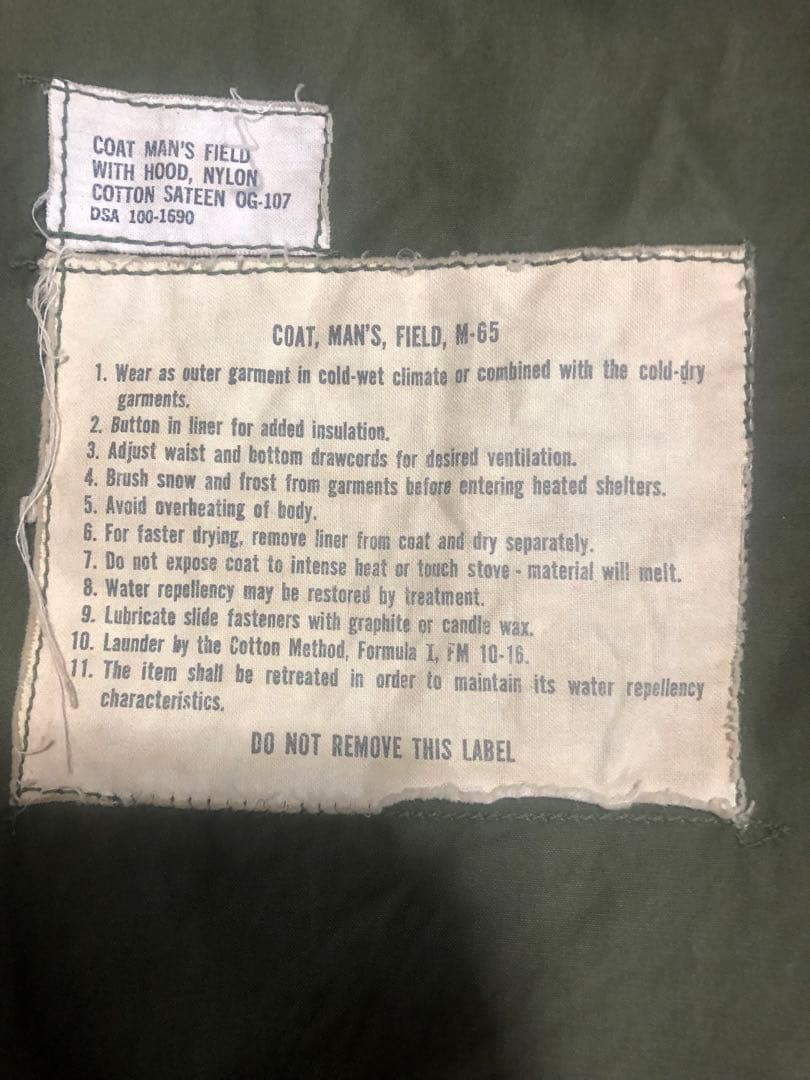 COAT MAN'S FIELD
WITH HOOD, NYLON
COTTON SATEEN OG-107
DSA 100-1690
COAT, MAN'S, FIELD, M-65
1. Wear as outer garment in cold-wet climate or combined with the cold-dry
garments.
2. Button in liner for added insulation.
3. Adjust waist and bottom drawcords for desired ventilation.
4. Brush snow and frost from garments before entering heated shelters.
5. Avoid overheating of body.
6. For faster drying, remove liner from coat and dry separately.
7. Do not expose coat to intense heat or touch stove - material will melt.
8. Water repellency may be restored by treatment.
9. Lubricate slide fasteners with graphite or candle wax.
10. Launder by the Cotton Method, Formula I, FM 10-16.
11. The item shall be retreated in order to maintain its water repellency
characteristics.
DO NOT REMOVE THIS LABEL